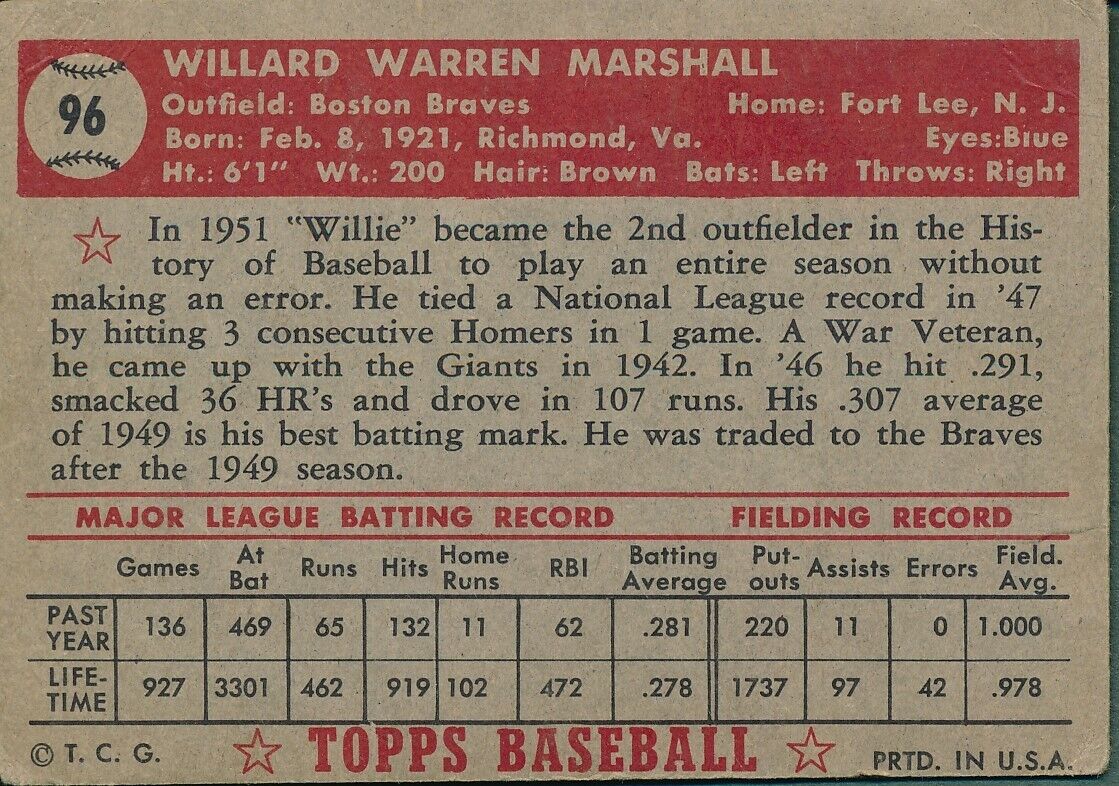 96
WILLARD WARREN MARSHALL
Outfield: Boston Braves Home: Fort Lee, N. J.
Born: Feb. 8, 1921, Richmond, Va. Eyes:Blue
Ht.: 6'1" Wt.: 200 Hair: Brown Bats: Left Throws: Right
In 1951 "Willie" became the 2nd outfielder in the His-
tory of Baseball to play an entire season without
making an error. He tied a National League record in '47
by hitting 3 consecutive Homers in 1 game. A War Veteran,
he came up with the Giants in 1942. In '46 he hit .291,
smacked 36 HR's and drove in 107 runs. His .307 average
of 1949 is his best batting mark. He was traded to the Braves
after the 1949 season.
MAJOR LEAGUE BATTING RECORD FIELDING RECORD
Games At Bat Runs Hits Home Runs RBI Batting Average Put-outs Assists Errors Field. Avg.
PAST YEAR 136 469 65 132 11 62 .281 220 11 0 1.000
LIFE-TIME 927 3301 462 919 102 472 .278 1737 97 42 .978
© T. C. G. TOPPS BASEBALL PRTD. IN U.S.A.